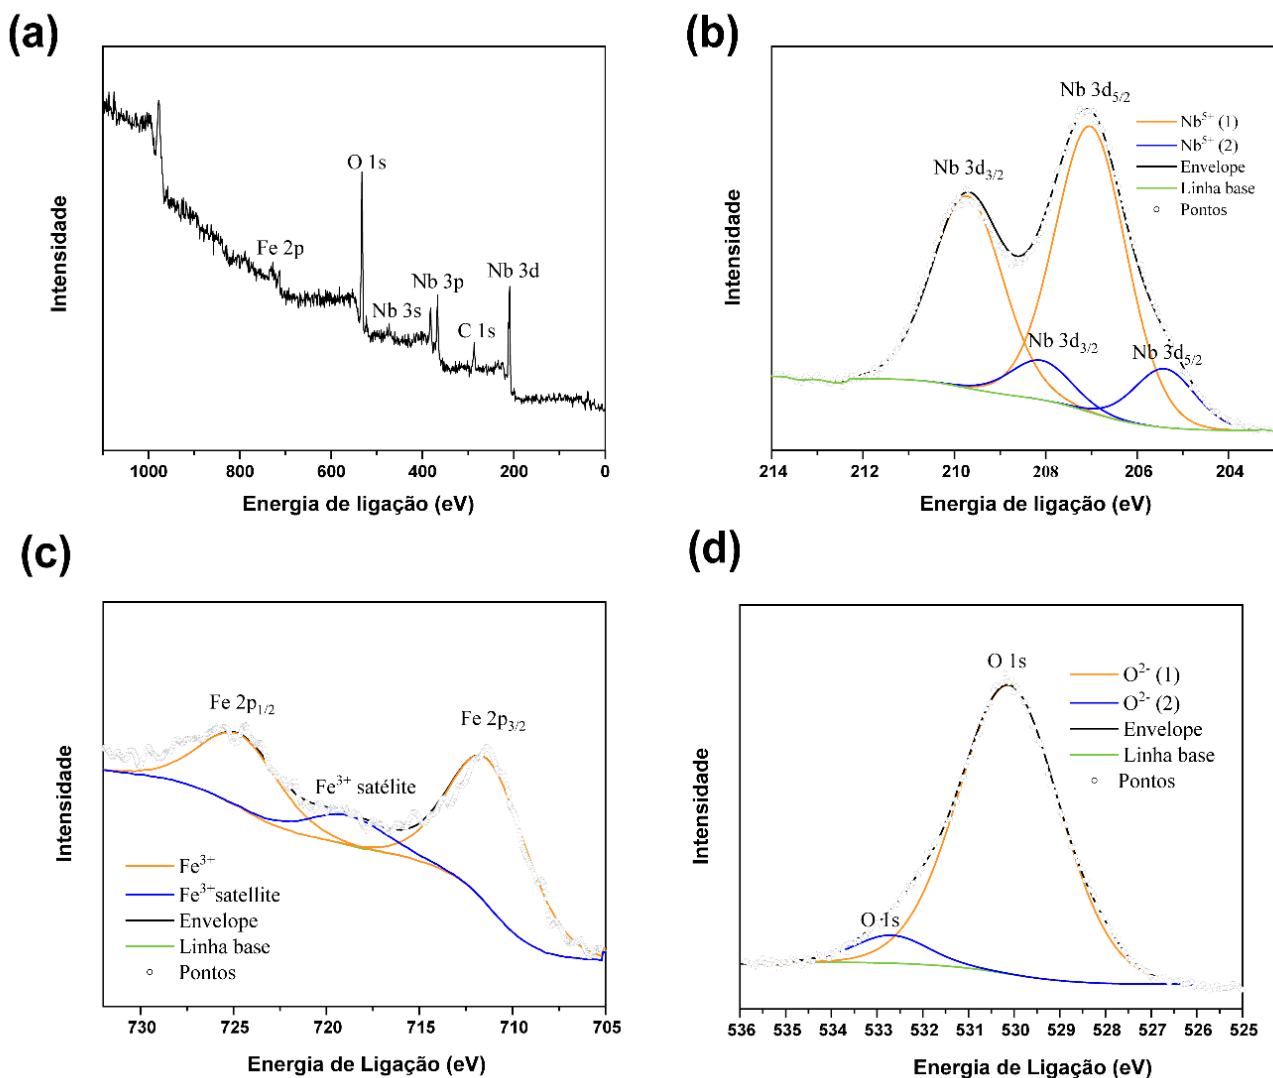 (a)
Intensidade
O 1s
Fe 2p
Nb 3p
Nb 3d
Nb 3s
C 1s
1000 800 600 400 200 0
Energia de ligação (eV)
(b)
Intensidade
Nb 3d5/2
Nb 3d3/2
Nb5+ (1)
Nb5+ (2)
Envelope
Linha base
Pontos
Nb 3d3/2
Nb 3d5/2
214 212 210 208 206 204
Energia de ligação (eV)
(c)
Intensidade
Fe 2p1/2
Fe 2p3/2
Fe3+ satélite
Fe3+
Fe3+satellite
Envelope
Linha base
Pontos
730 725 720 715 710 705
Energia de Ligação (eV)
(d)
Intensidade
O 1s
O2- (1)
O2- (2)
Envelope
Linha base
Pontos
O 1s
536 535 534 533 532 531 530 529 528 527 526 525
Energia de Ligação (eV)